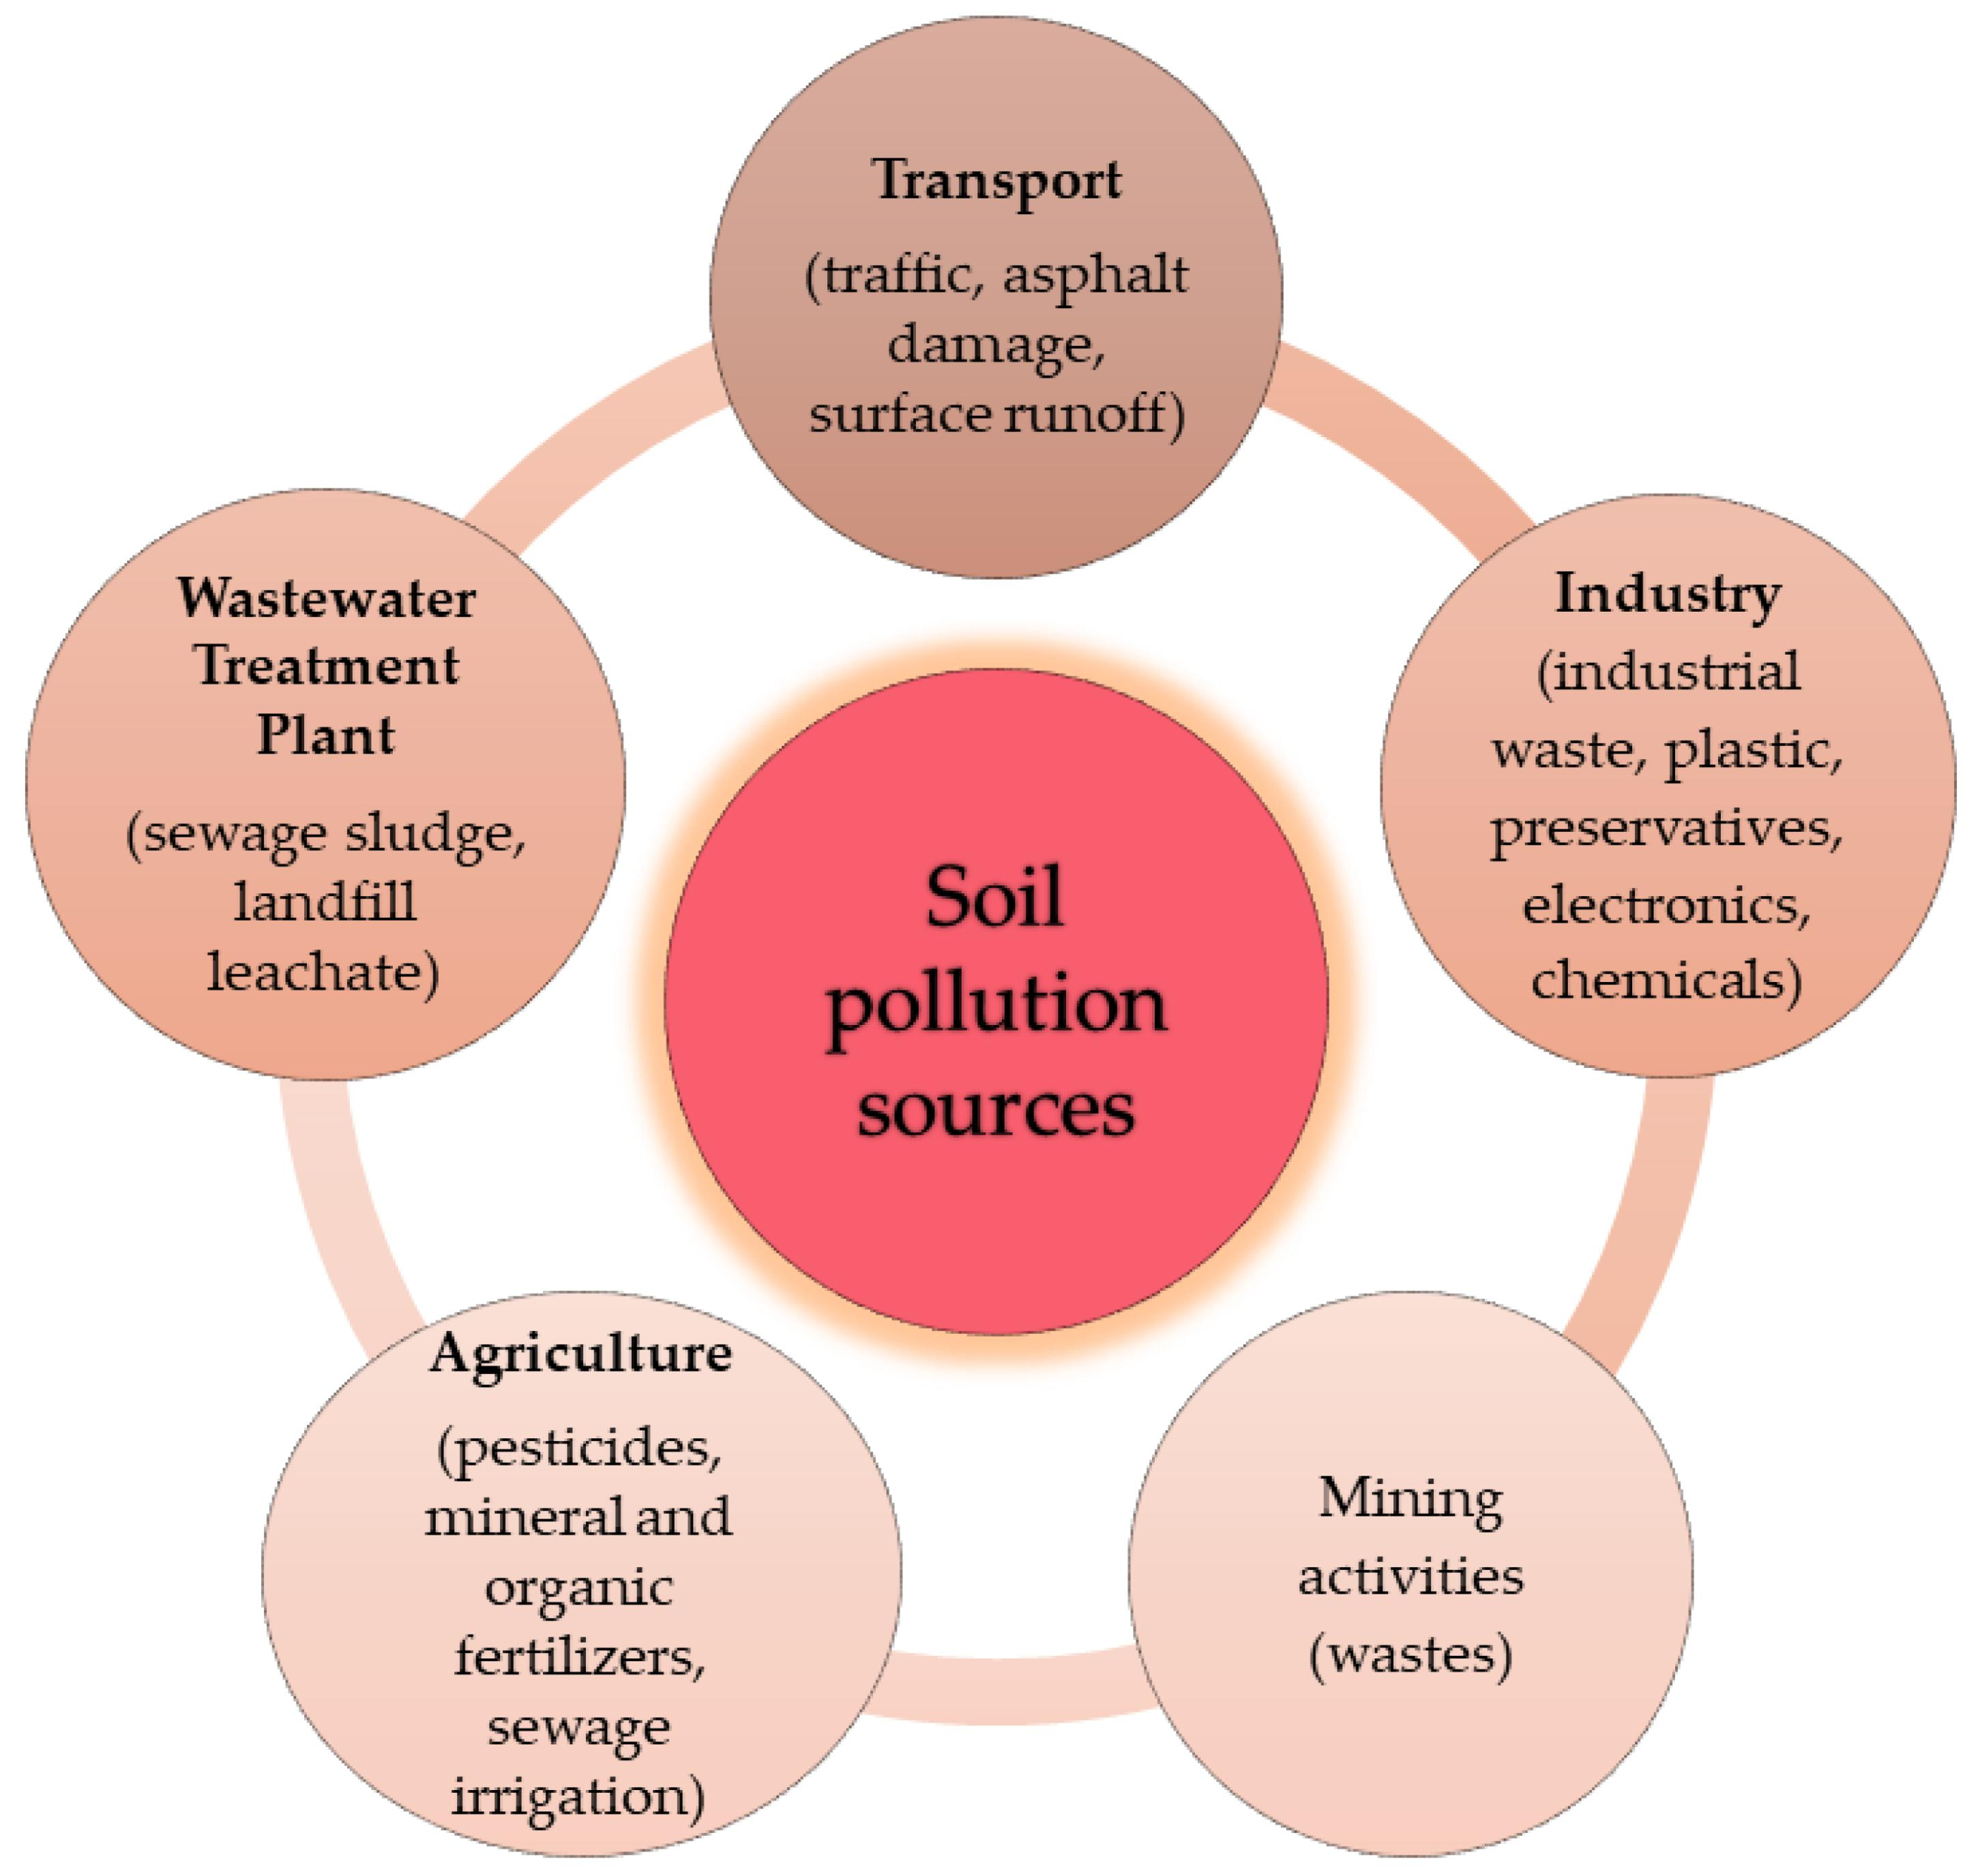 Transport
(traffic, asphalt
damage,
surface runoff)
Industry
(industrial
waste, plastic,
preservatives,
electronics,
chemicals)
Mining
activities
(wastes)
Agriculture
(pesticides,
mineral and
organic
fertilizers,
sewage
irrigation)
Wastewater
Treatment
Plant
(sewage sludge,
landfill
leachate)
Soil
pollution
sources